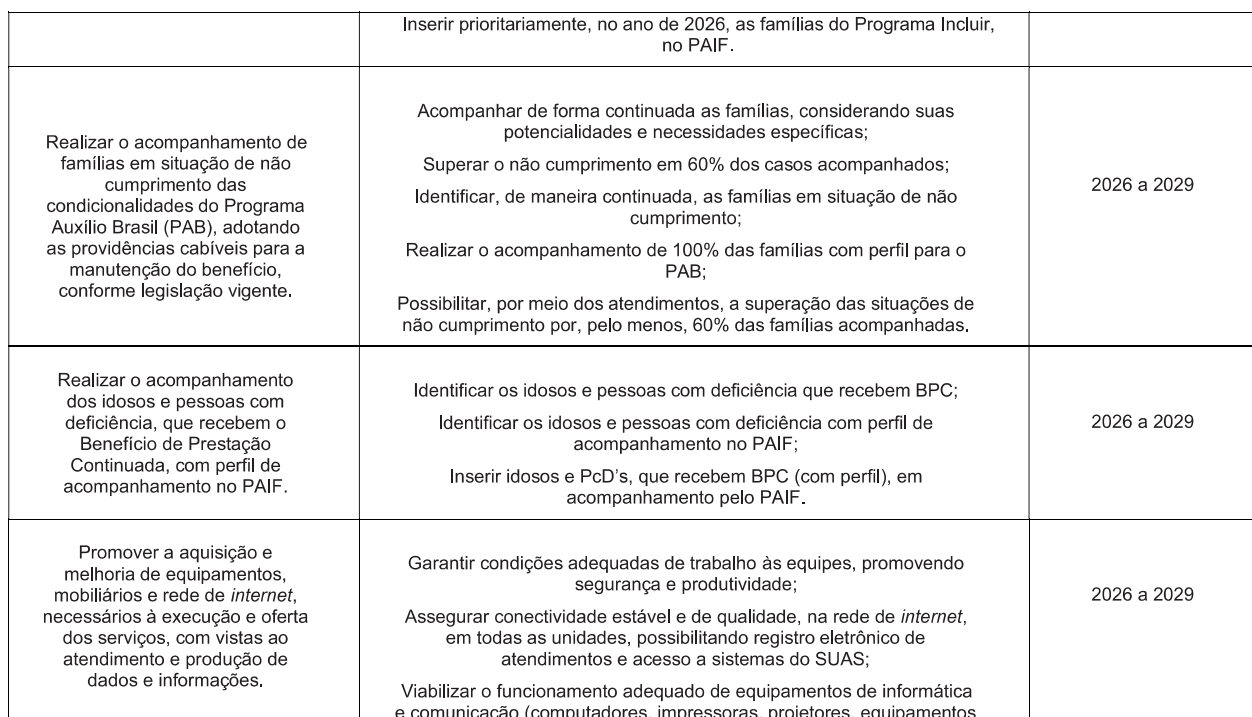 Inserir prioritariamente, no ano de 2026, as famílias do Programa Incluir,
no PAIF.
Realizar o acompanhamento de
famílias em situação de não
cumprimento das
condicionalidades do Programa
Auxílio Brasil (PAB), adotando
as providências cabíveis para a
manutenção do benefício,
conforme legislação vigente.
Acompanhar de forma continuada as famílias, considerando suas
potencialidades e necessidades específicas;
Superar o não cumprimento em 60% dos casos acompanhados;
Identificar, de maneira continuada, as famílias em situação de não
cumprimento;
Realizar o acompanhamento de 100% das famílias com perfil para o
PAB;
Possibilitar, por meio dos atendimentos, a superação das situações de
não cumprimento por, pelo menos, 60% das famílias acompanhadas.
2026 a 2029
Realizar o acompanhamento
dos idosos e pessoas com
deficiência, que recebem o
Benefício de Prestação
Continuada, com perfil de
acompanhamento no PAIF.
Identificar os idosos e pessoas com deficiência que recebem BPC;
Identificar os idosos e pessoas com deficiência com perfil de
acompanhamento no PAIF;
Inserir idosos e PcD's, que recebem BPC (com perfil), em
acompanhamento pelo PAIF.
2026 a 2029
Promover a aquisição e
melhoria de equipamentos,
mobiliários e rede de internet,
necessários à execução e oferta
dos serviços, com vistas ao
atendimento e produção de
dados e informações.
Garantir condições adequadas de trabalho às equipes, promovendo
segurança e produtividade;
Assegurar conectividade estável e de qualidade, na rede de internet,
em todas as unidades, possibilitando registro eletrônico de
atendimentos e acesso a sistemas do SUAS;
Viabilizar o funcionamento adequado de equipamentos de informática
e comunicação (computadores, impressoras, projetores, equipamentos
2026 a 2029